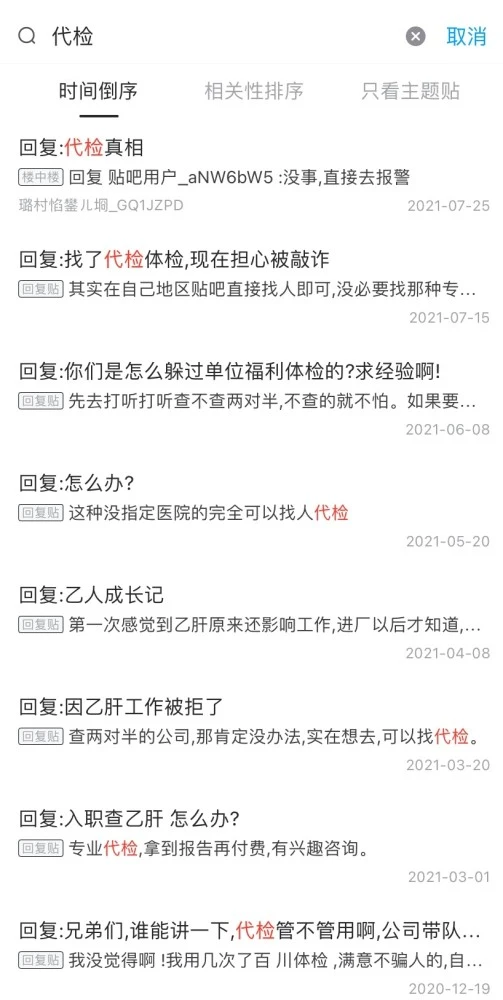 代检
取消
时间倒序 相关性排序 只看主题贴
回复:代检真相
楼中楼 回复 贴吧用户_aNW6bW5 :没事,直接去报警
璐村惂鐢ㄦ埛_GQ1JZPD 2021-07-25
回复:找了代检体检,现在担心被敲诈
回复贴 其实在自己地区贴吧直接找人即可,没必要找那种专...
2021-07-15
回复:你们是怎么躲过单位福利体检的?求经验啊!
回复贴 先去打听打听查不查两对半,不查的就不怕。如果要...
2021-06-08
回复:怎么办?
回复贴 这种没指定医院的完全可以找人代检
2021-05-20
回复:乙人成长记
回复贴 第一次感觉到乙肝原来还影响工作,进厂以后才知道,...
2021-04-08
回复:因乙肝工作被拒了
回复贴 查两对半的公司,那肯定没办法,实在想去,可以找代检。
2021-03-20
回复:入职查乙肝 怎么办?
回复贴 专业代检,拿到报告再付费,有兴趣咨询。
2021-03-01
回复:兄弟们,谁能讲一下,代检管不管用啊,公司带队...
回复贴 我没觉得啊 !我用几次了百 川体检 ,满意不骗人的,自...
2020-12-19